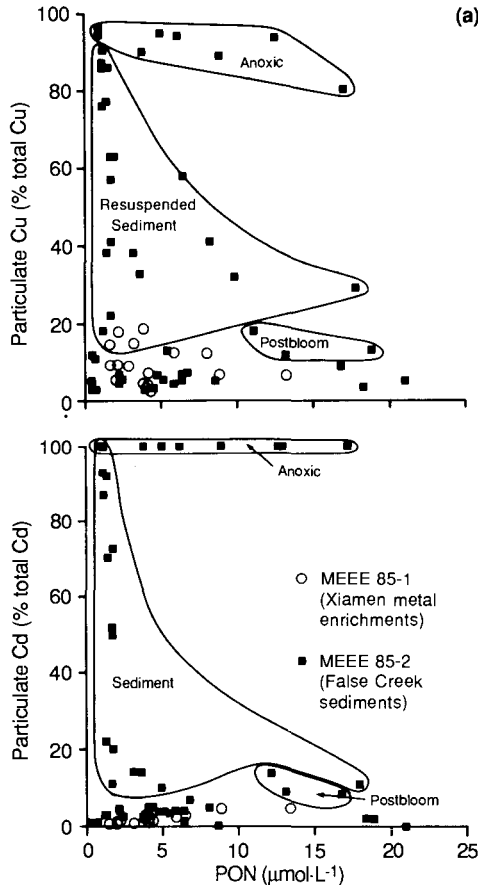 (a)
Particulate Cu (% total Cu)
100
80
60
40
20
0
Anoxic
Resuspended
Sediment
Postbloom
Particulate Cd (% total Cd)
100
80
60
40
20
0
Anoxic
Sediment
Postbloom
MEEE 85-1
(Xiamen metal
enrichments)
MEEE 85-2
(False Creek
sediments)
0
5
10
15
20
25
PON (µmol·L-1)